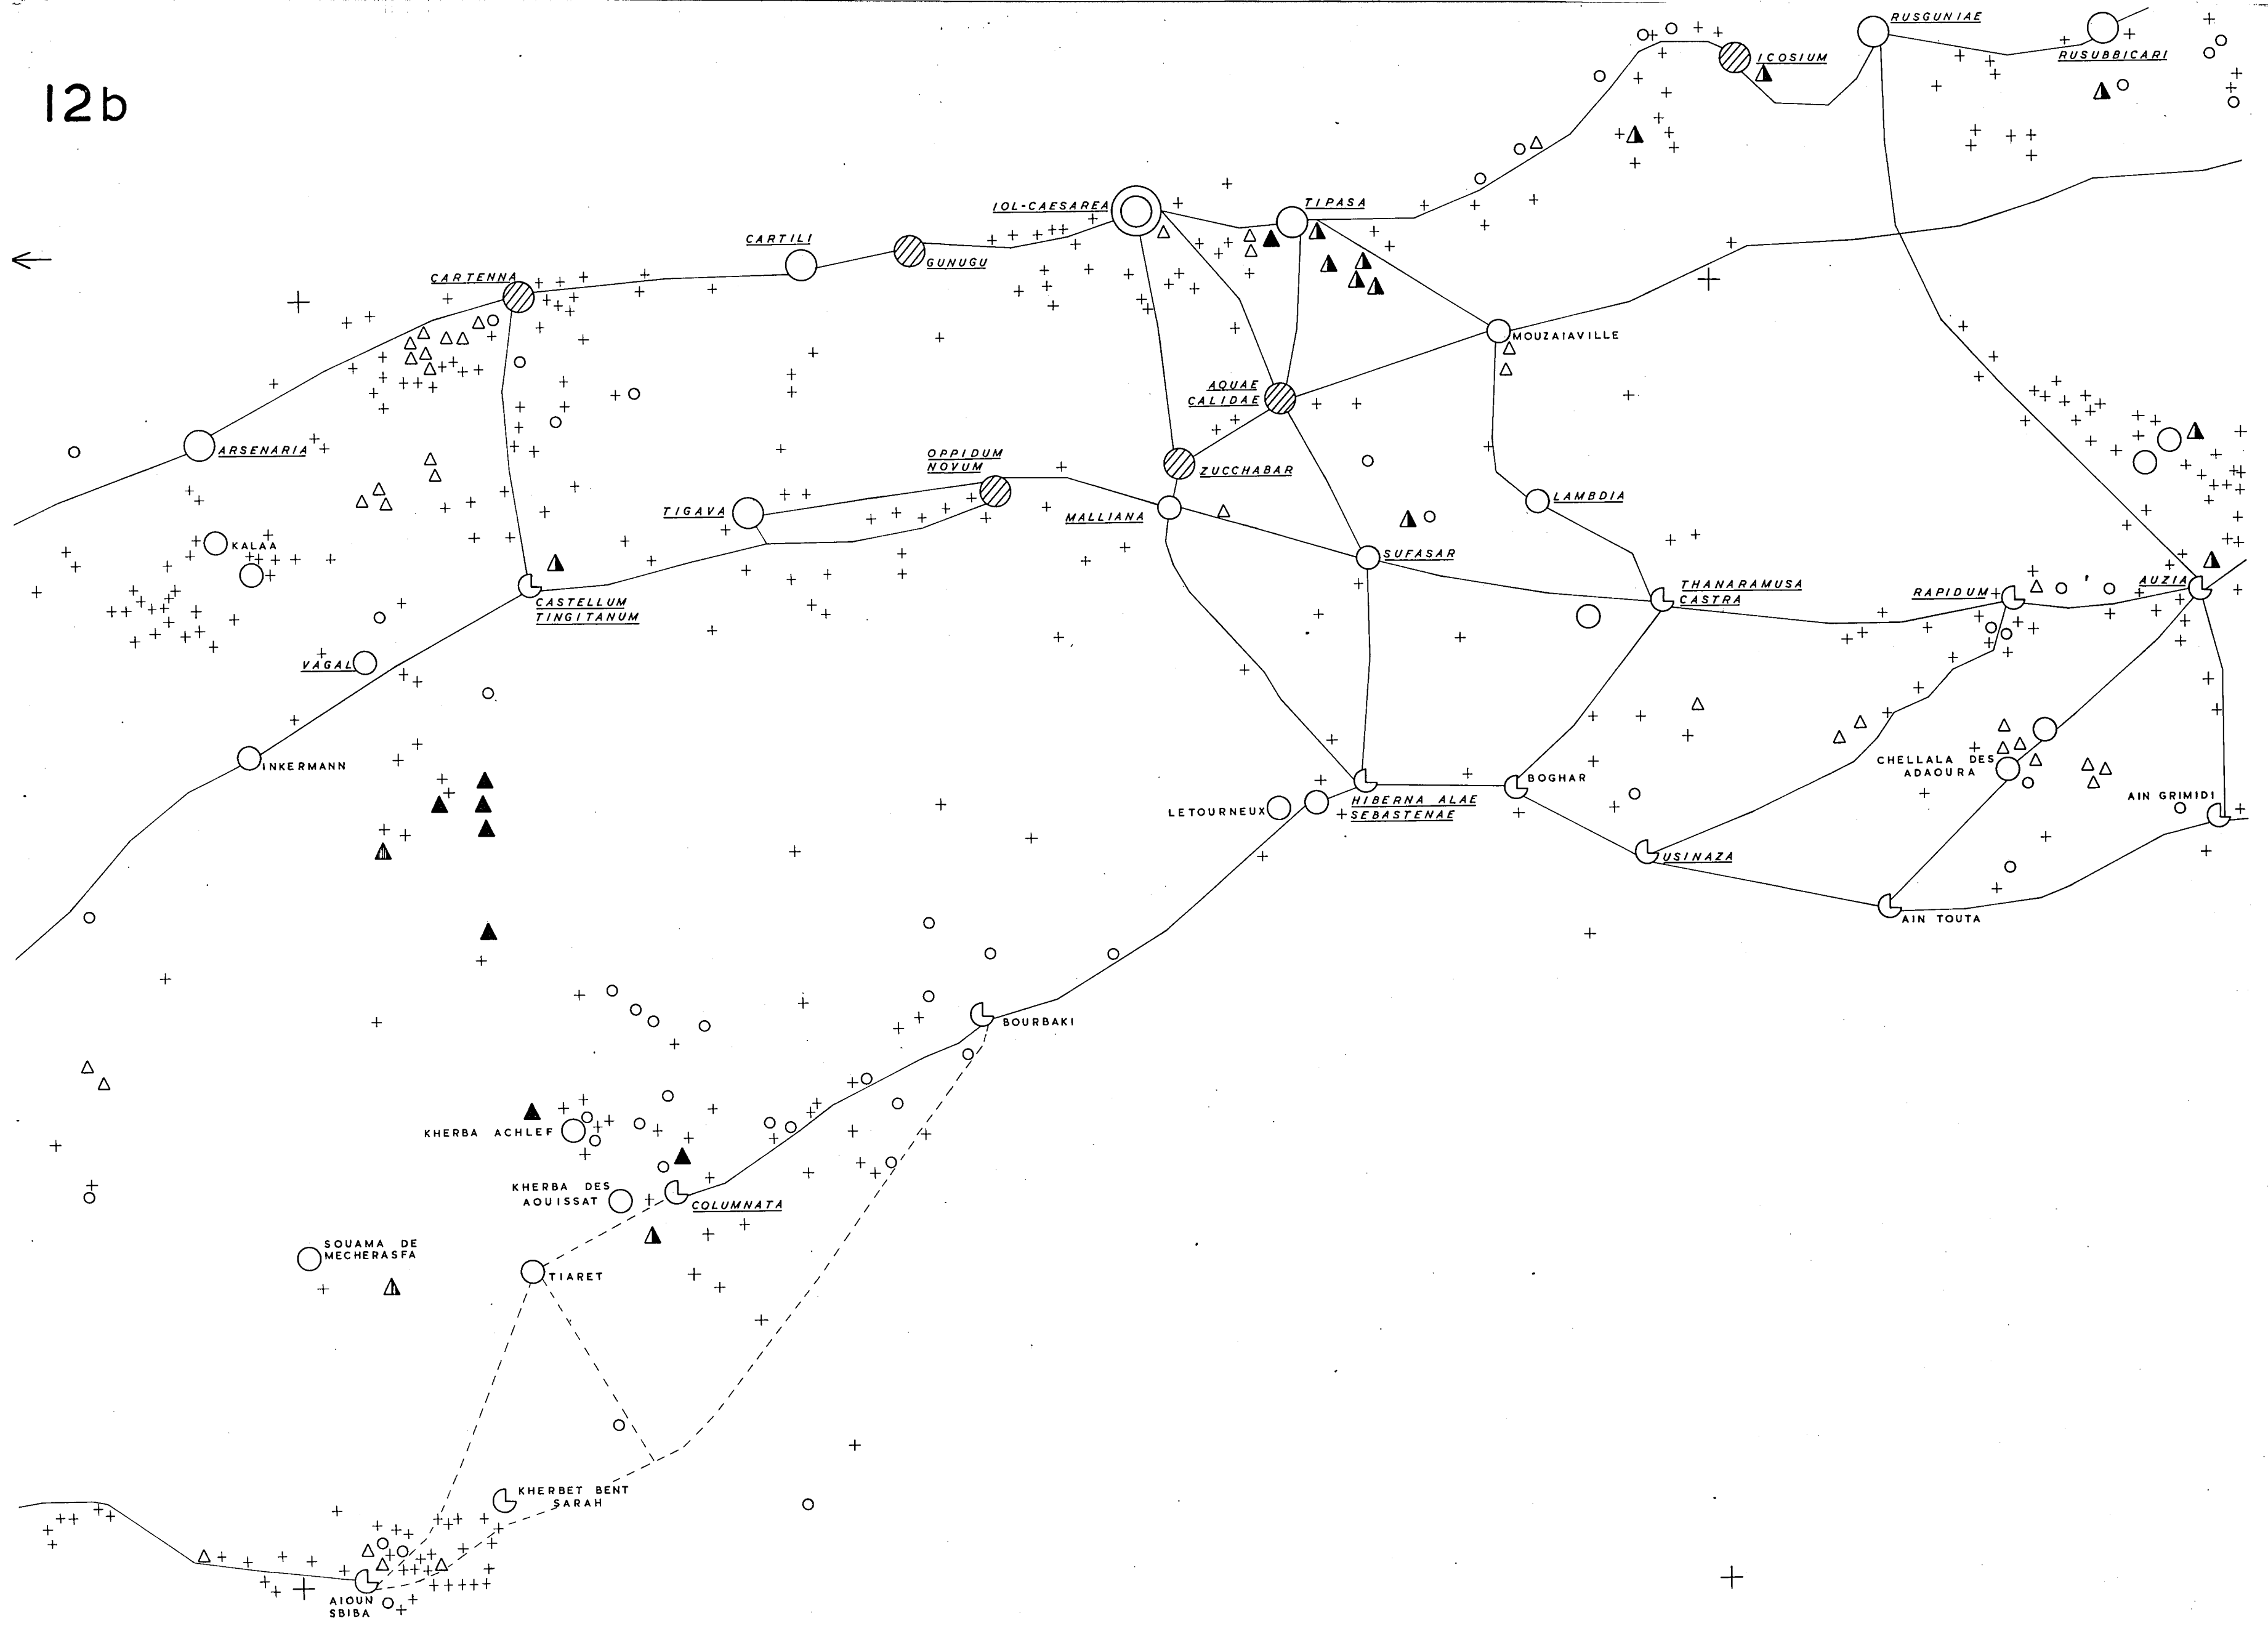 12b
RUSGUNIAE
RUSUBBICARI
ICOSIUM
IOL-CAESAREA
TIPASA
CARTILI
GUNUGU
CARTENNA
MOUZAIAVILLE
AQUAE
CALIDAE
ARSENARIA
OPPIDUM
NOVUM
ZUCCHABAR
LAMBDIA
TIGAVA
MALLIANA
KALAA
SUFASAR
CASTELLUM
TINGITANUM
THANARAMUSA
CASTRA
RAPIDUM
AUZIA
VAGAL
INKERMANN
CHELLALA DES
ADAOURA
BOGHAR
AIN GRIMIDI
LETOURNEUX
HIBERNA ALAE
SEBASTENAE
USINAZA
AIN TOUTA
BOURBAKI
KHERBA ACHLEF
KHERBA DES
AOUISSAT
COLUMNATA
SOUAMA DE
MECHERASFA
TIARET
KHERBET BENT
SARAH
AIOUN
SBIBA